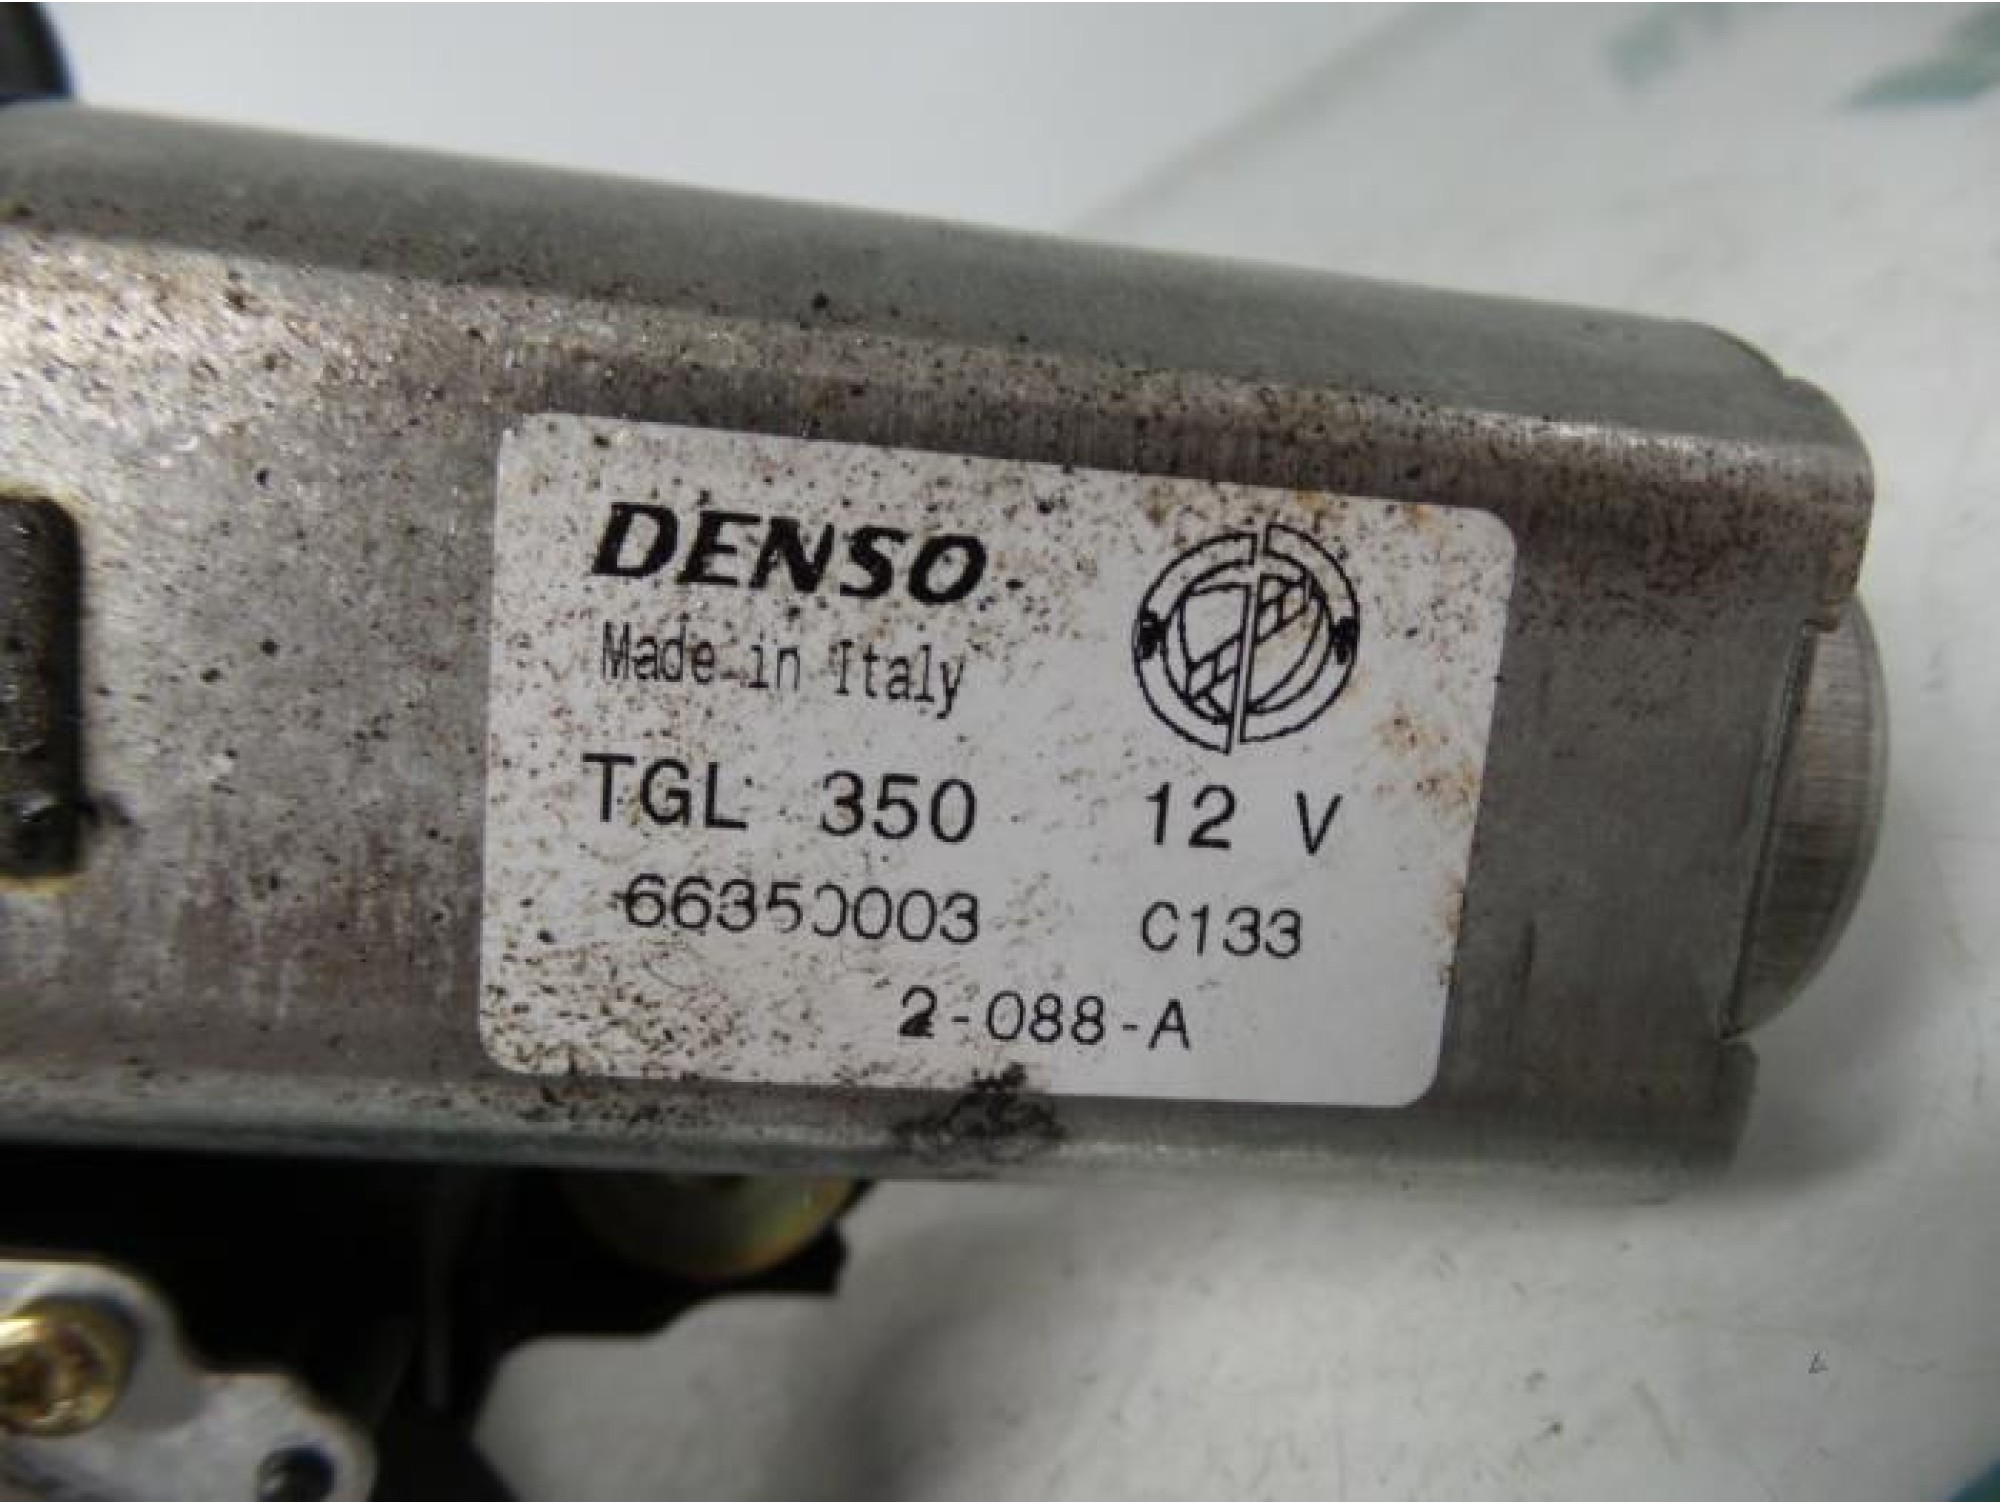 DENSO
Made in Italy
TGL 350 12 V
66350003 C133
2-088-A